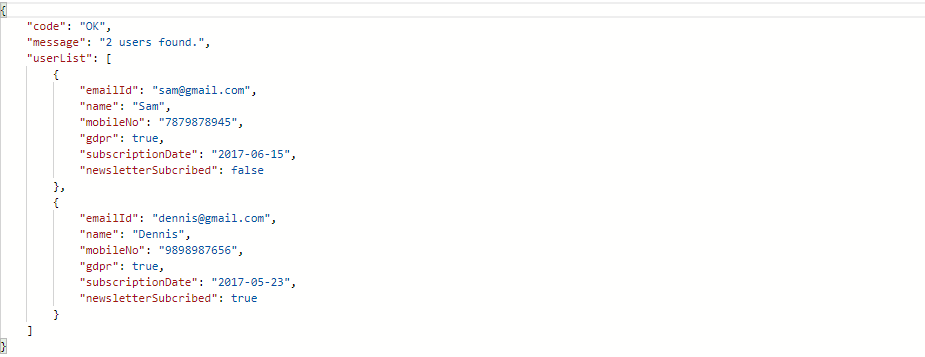 {
    "code": "OK",
    "message": "2 users found.",
    "userList": [
        {
            "emailId": "sam@gmail.com",
            "name": "Sam",
            "mobileNo": "7879878945",
            "gdpr": true,
            "subscriptionDate": "2017-06-15",
            "newsletterSubcribed": false
        },
        {
            "emailId": "dennis@gmail.com",
            "name": "Dennis",
            "mobileNo": "9898987656",
            "gdpr": true,
            "subscriptionDate": "2017-05-23",
            "newsletterSubcribed": true
        }
    ]
}